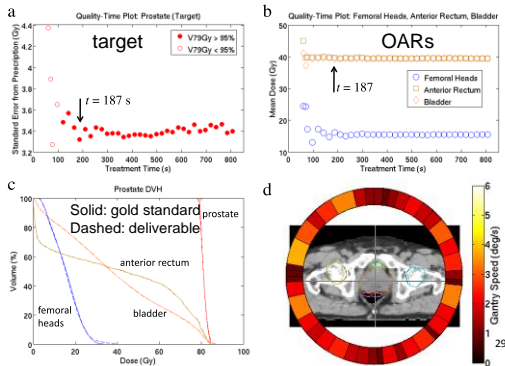 a
Quality-Time Plot: Prostate (Target)
target
V79Gy > 95%
V79Gy < 95%
t = 187 s
Standard Error from Prescription (Gy)
4.4
4.2
4
3.8
3.6
3.4
3.2
0 100 200 300 400 500 600 700 800 900
Treatment Time (s)
b
Quality-Time Plot: Femoral Heads, Anterior Rectum, Bladder
OARs
t = 187
Femoral Heads
Anterior Rectum
Bladder
Mean Dose (Gy)
50
40
30
20
10
0 100 200 300 400 500 600 700 800 900
Treatment Time (s)
c
Prostate DVH
Solid: gold standard
Dashed: deliverable
prostate
anterior rectum
bladder
femoral
heads
Volume (%)
100
80
60
40
20
0
0 20 40 60 80 100
Dose (Gy)
d
6
5
4
3
2
1
0
Gantry Speed (deg/s)
29